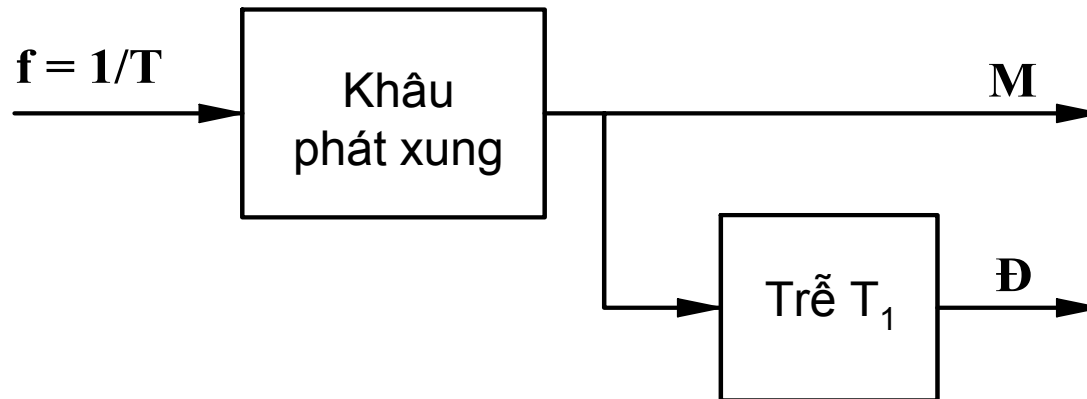 f = 1/T
Khâu
phát xung
M
Trễ T₁
Đ